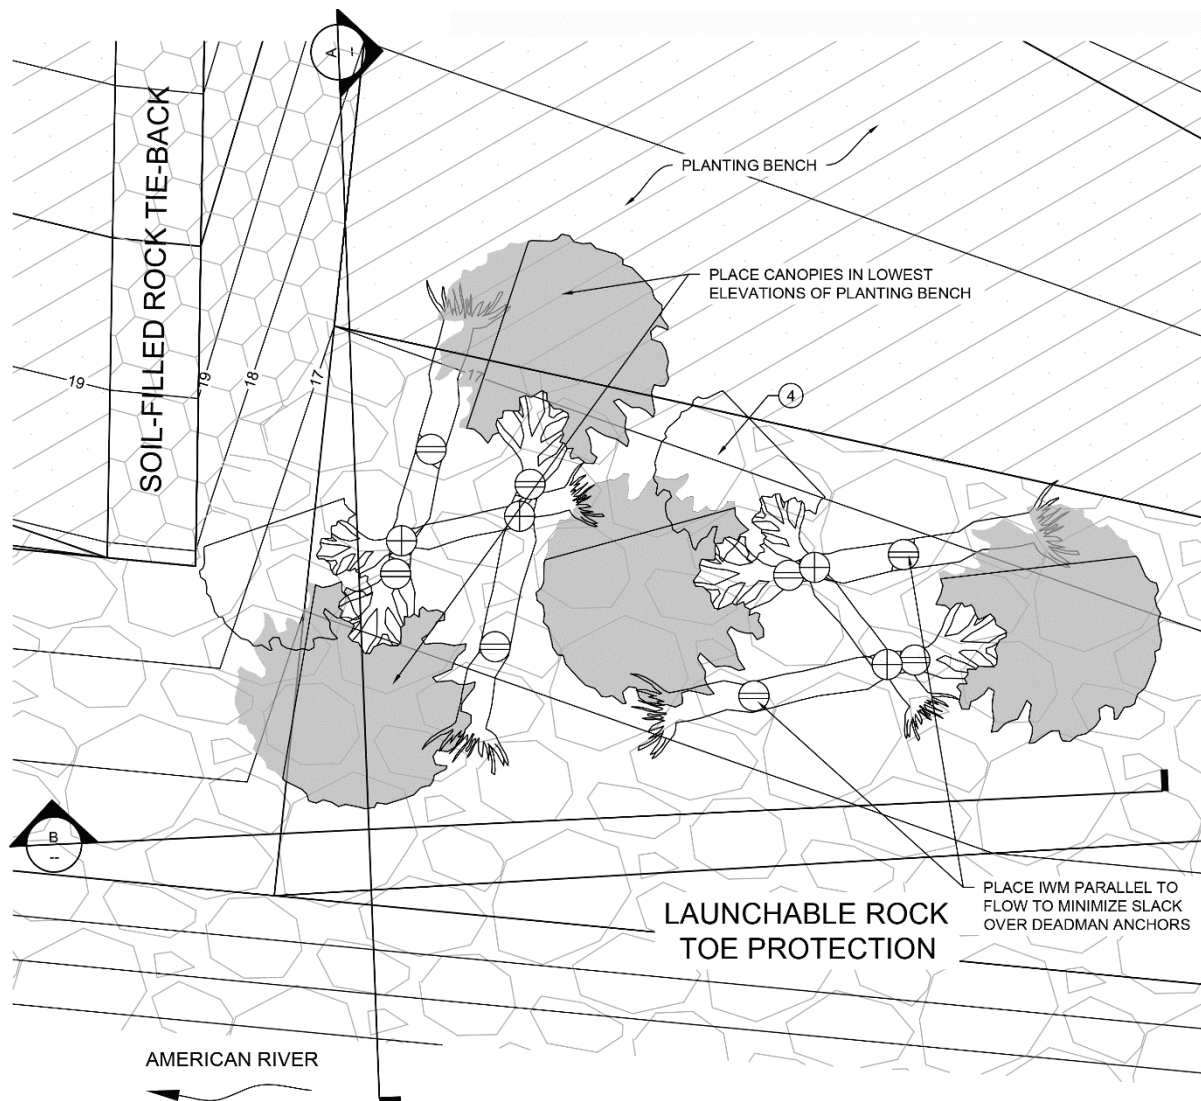 A
--
PLANTING BENCH
SOIL-FILLED ROCK TIE-BACK
PLACE CANOPIES IN LOWEST
ELEVATIONS OF PLANTING BENCH
19
19
18
17
17
4
B
--
PLACE IWM PARALLEL TO
FLOW TO MINIMIZE SLACK
OVER DEADMAN ANCHORS
LAUNCHABLE ROCK
TOE PROTECTION
AMERICAN RIVER